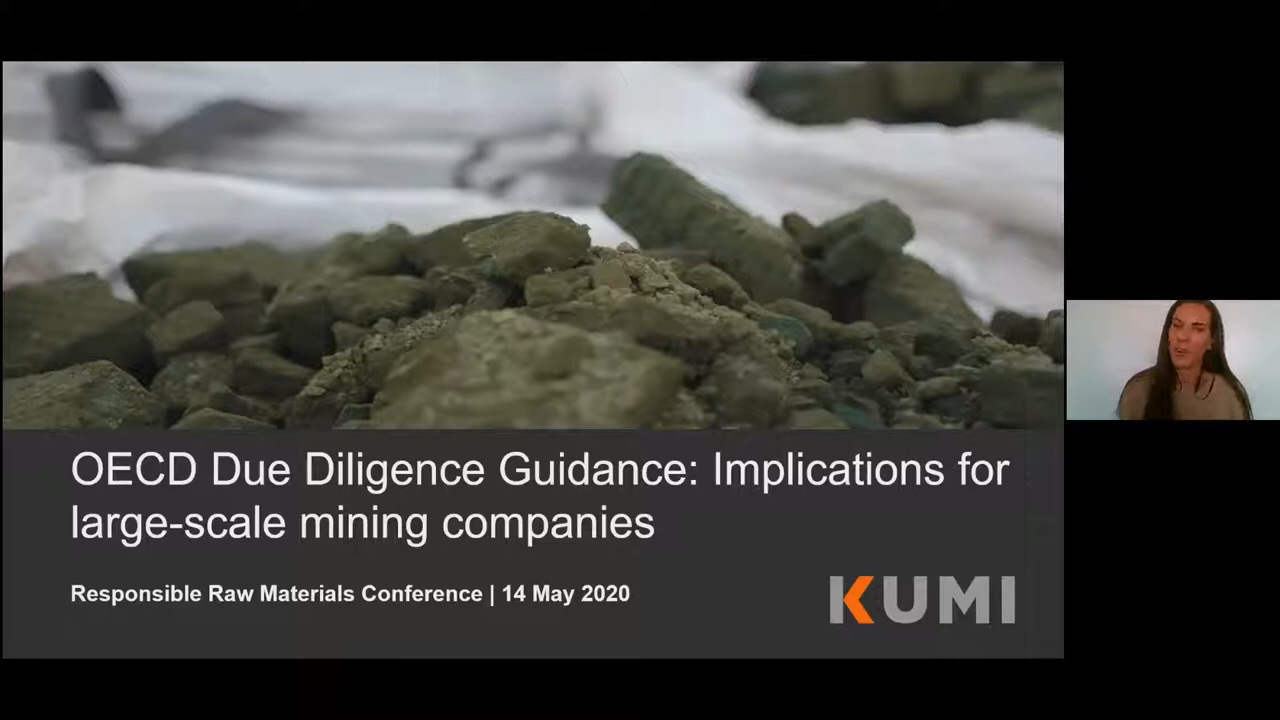 OECD Due Diligence Guidance: Implications for
large-scale mining companies
Responsible Raw Materials Conference | 14 May 2020
KUMI